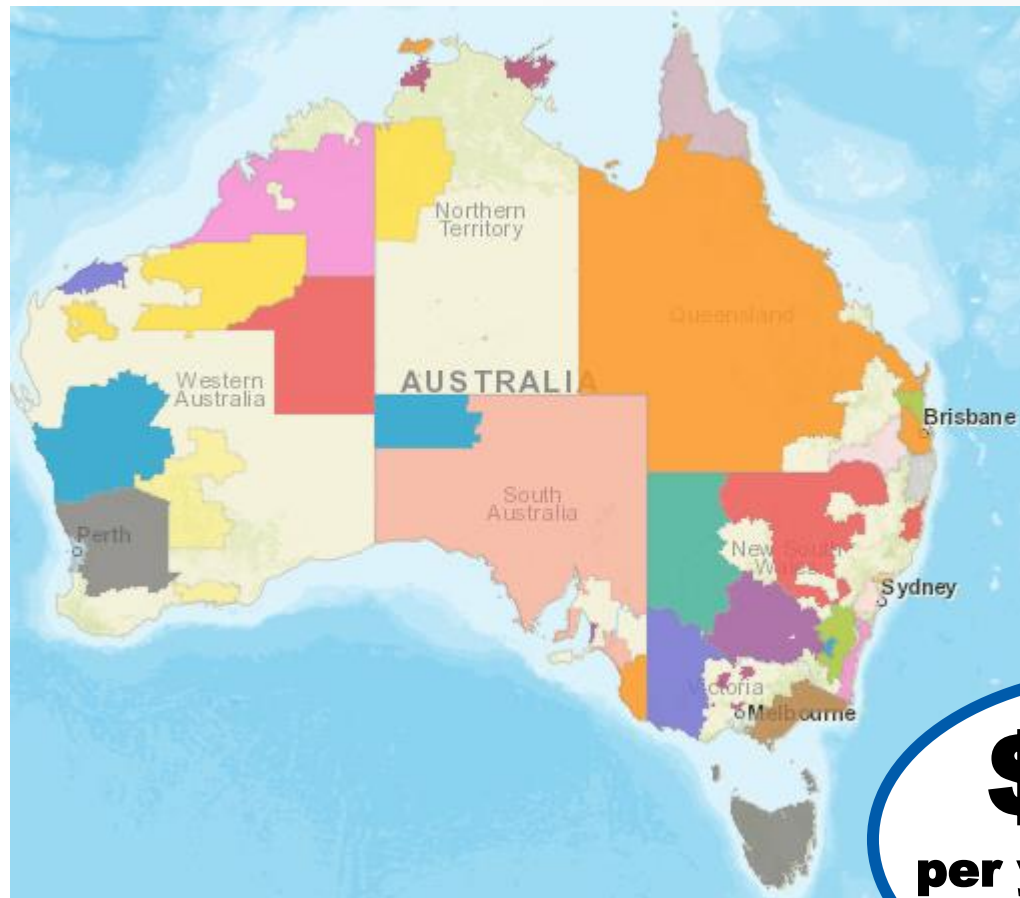 Northern
Territory
Queensland
Western
Australia
AUSTRALIA
Brisbane
South
Australia
Perth
New South
Wales
Sydney
Victoria
Melbourne
$
per